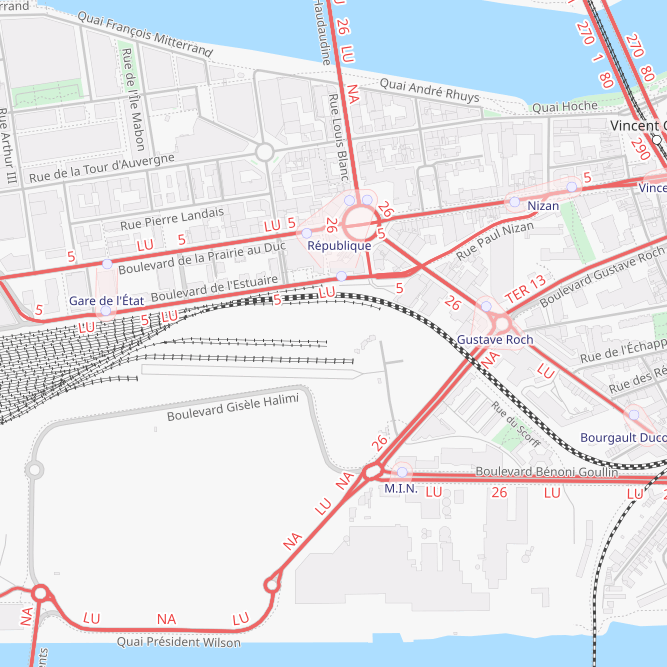 rrand
Quai François Mitterrand
Haudaudine
26
LU
NA
270
1
80
270
80
Quai André Rhuys
Quai Hoche
Rue de l'Île Mabon
Rue Arthur III
Rue Louis Blanc
Vincent G
290
Rue de la Tour d'Auvergne
5
Vince
Nizan
Rue Pierre Landais
LU 5
26
26
5
LU
5
République
Rue Paul Nizan
Boulevard de la Prairie au Duc
Boulevard Gustave Roch
Boulevard de l'Estuaire
5
TER 13
Gare de l'État
5
LU
26
5
LU
5
LU
Gustave Roch
NA
LU
Rue de l'Échapp
Rue des Ré
Boulevard Gisèle Halimi
Rue du Scorff
Bourgault Duco
26
NA
Boulevard Bénoni Goullin
M.I.N.
LU
26
LU
LU
2
LU
NA
NA
LU
NA
LU
Quai Président Wilson
ents